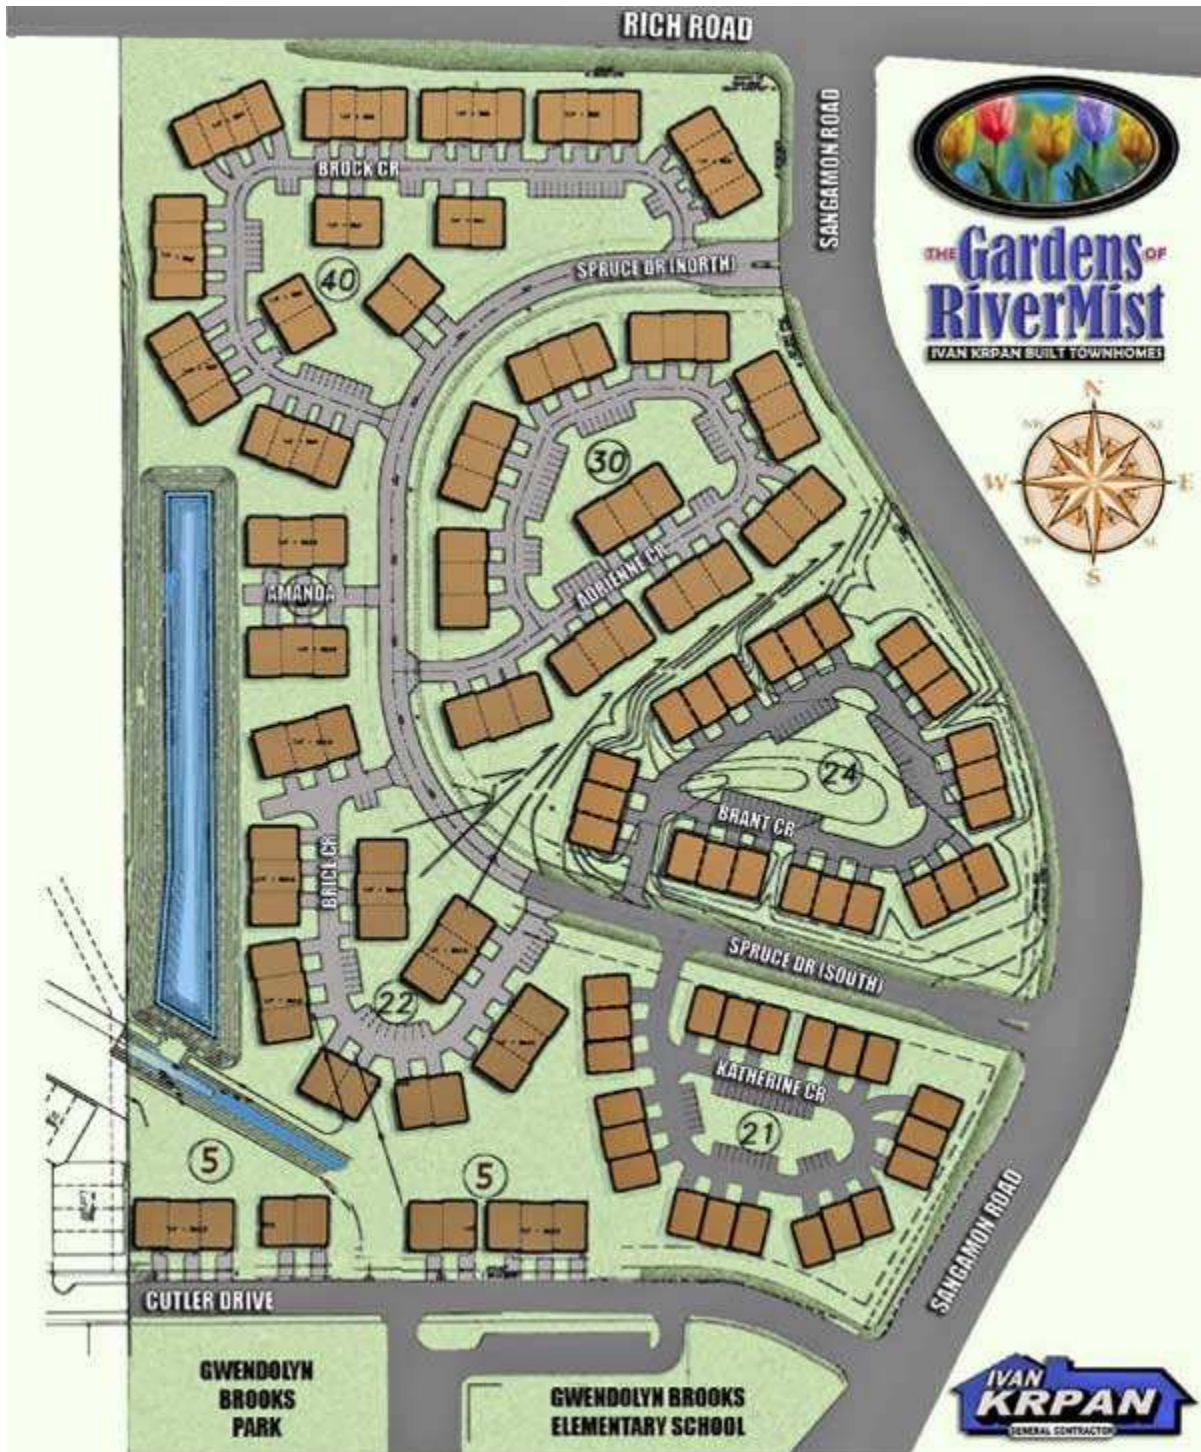 RICH ROAD
SANGAMON ROAD
BROCK CR
SPRUCE DR (NORTH)
40
THE Gardens OF
RiverMist
IVAN KRPAN BUILT TOWNHOMES
N
W
E
S
30
ADRIENNE CR
AMANDA
24
BRANT CR
BRICE CR
SPRUCE DR (SOUTH)
22
KATHERINE CR
21
5
5
SANGAMON ROAD
CUTLER DRIVE
GWENDOLYN
BROOKS
PARK
GWENDOLYN BROOKS
ELEMENTARY SCHOOL
IVAN
KRPAN
GENERAL CONTRACTOR